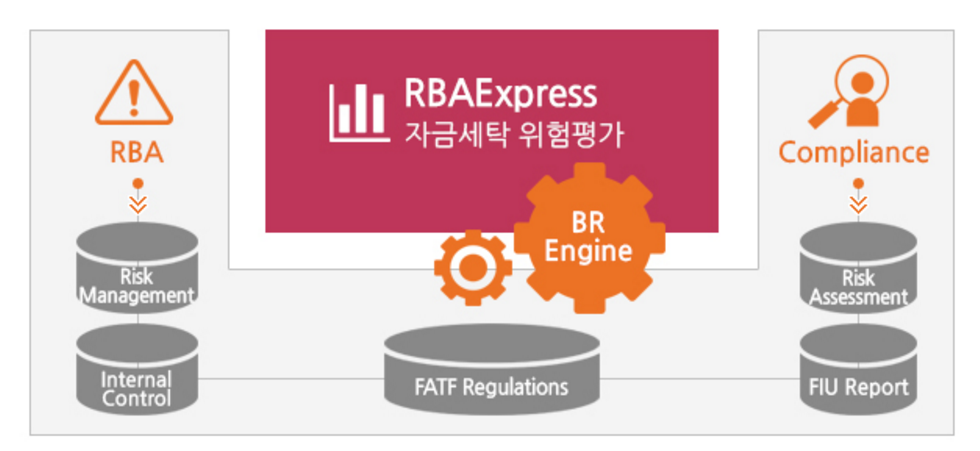 RBAExpress
자금세탁 위험평가
RBA
Compliance
BR
Engine
Risk
Management
Risk
Assessment
Internal
Control
FATF Regulations
FIU Report